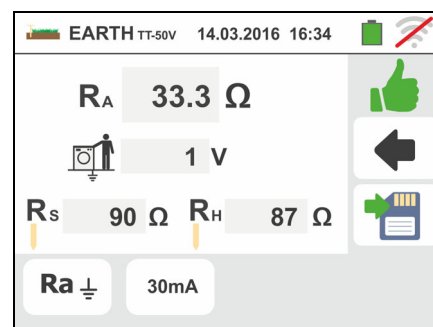 EARTH TT-50V 14.03.2016 16:34
RA 33.3 Ω
1 V
RS 90 Ω RH 87 Ω
Ra 30mA